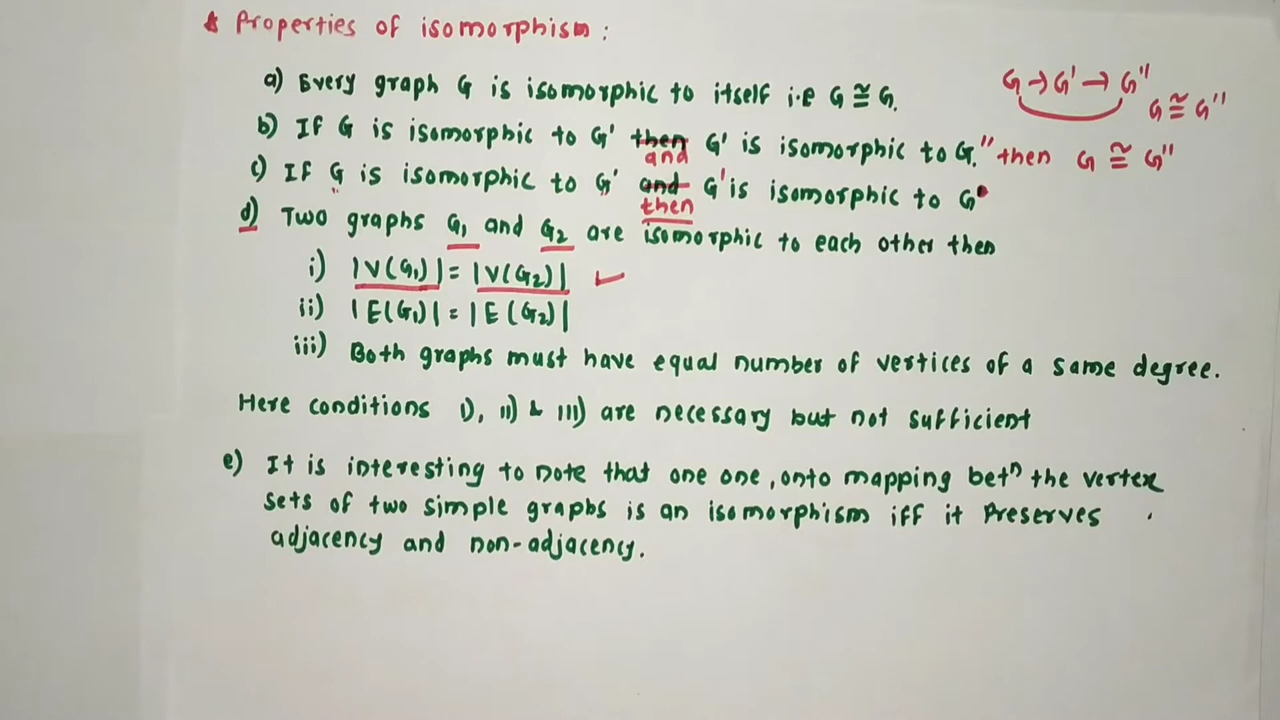 * Properties of isomorphism :
a) Every graph G is isomorphic to itself i.e G ≅ G.
G → G' → G''
G ≅ G''
b) If G is isomorphic to G' then and G' is isomorphic to G.'' then G ≅ G''
c) If G is isomorphic to G' and then G' is isomorphic to G
d) Two graphs G₁ and G₂ are isomorphic to each other then
i) |V(G₁)| = |V(G₂)| ✓
ii) |E(G₁)| = |E(G₂)|
iii) Both graphs must have equal number of vertices of a same degree.
Here conditions i), ii) & iii) are necessary but not sufficient
e) It is interesting to note that one one, onto mapping betⁿ the vertex
sets of two simple graphs is an isomorphism iff it preserves
adjacency and non-adjacency.